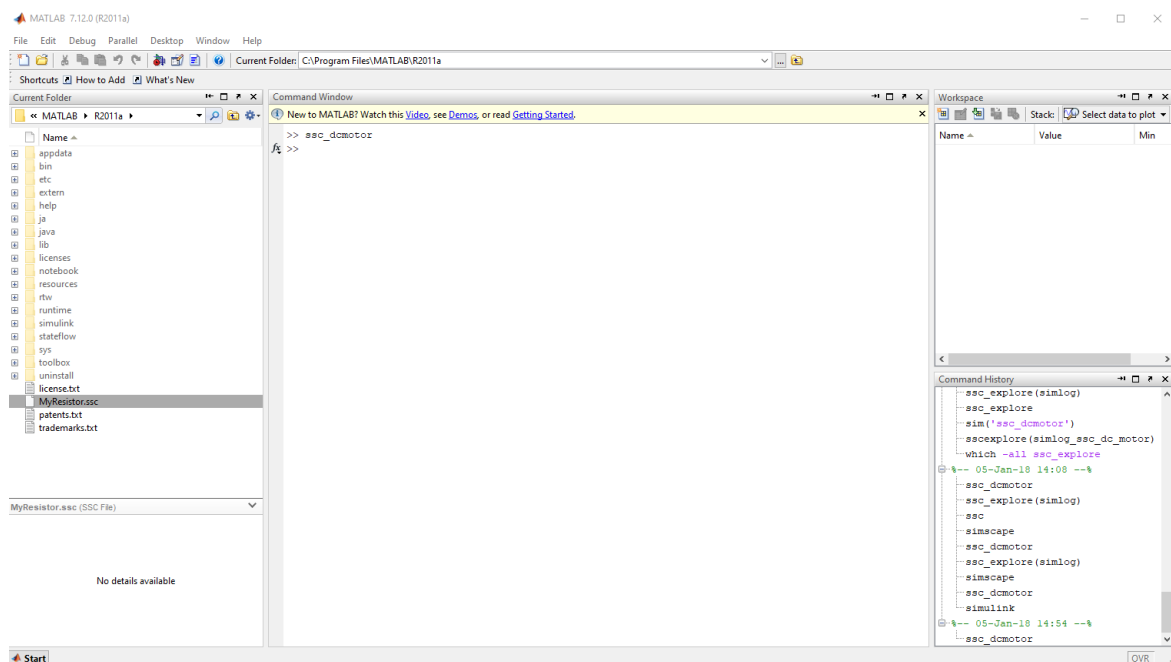 MATLAB 7.12.0 (R2011a)
File Edit Debug Parallel Desktop Window Help
Current Folder: C:\Program Files\MATLAB\R2011a
Shortcuts How to Add What's New
Current Folder
« MATLAB ▸ R2011a ▸
Name
appdata
bin
etc
extern
help
ja
java
lib
licenses
notebook
resources
rtw
runtime
simulink
stateflow
sys
toolbox
uninstall
license.txt
MyResistor.ssc
patents.txt
trademarks.txt
MyResistor.ssc (SSC File)
No details available
Start
Command Window
New to MATLAB? Watch this Video, see Demos, or read Getting Started.
>> ssc_dcmotor
fx >>
Workspace
Stack: Select data to plot
Name Value Min
Command History
ssc_explore(simlog)
ssc_explore
sim('ssc_dcmotor')
sscexplore(simlog_ssc_dc_motor)
which -all ssc_explore
%-- 05-Jan-18 14:08 --%
ssc_dcmotor
ssc_explore(simlog)
ssc
simscape
ssc_dcmotor
ssc_explore(simlog)
simscape
ssc_dcmotor
simulink
%-- 05-Jan-18 14:54 --%
ssc_dcmotor
OVR